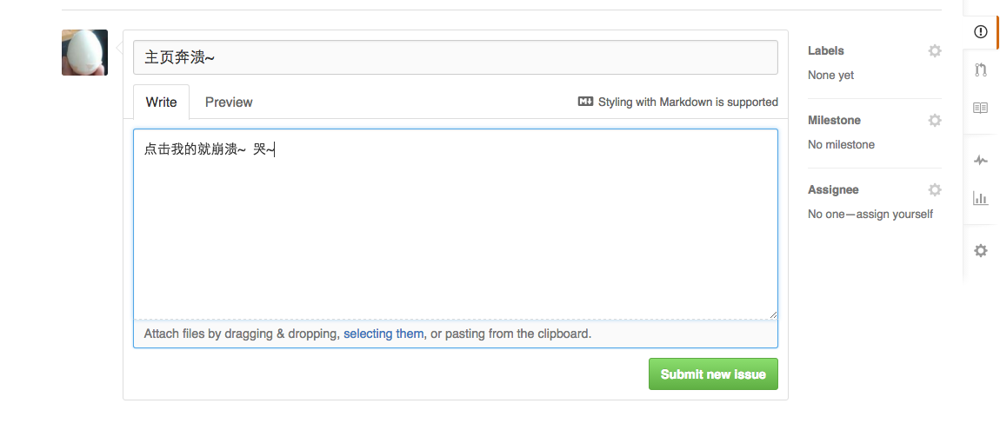 主页奔溃~
Labels
None yet
Write Preview Styling with Markdown is supported
Milestone
No milestone
点击我的就崩溃~ 哭~
Assignee
No one—assign yourself
Attach files by dragging & dropping, selecting them, or pasting from the clipboard.
Submit new issue